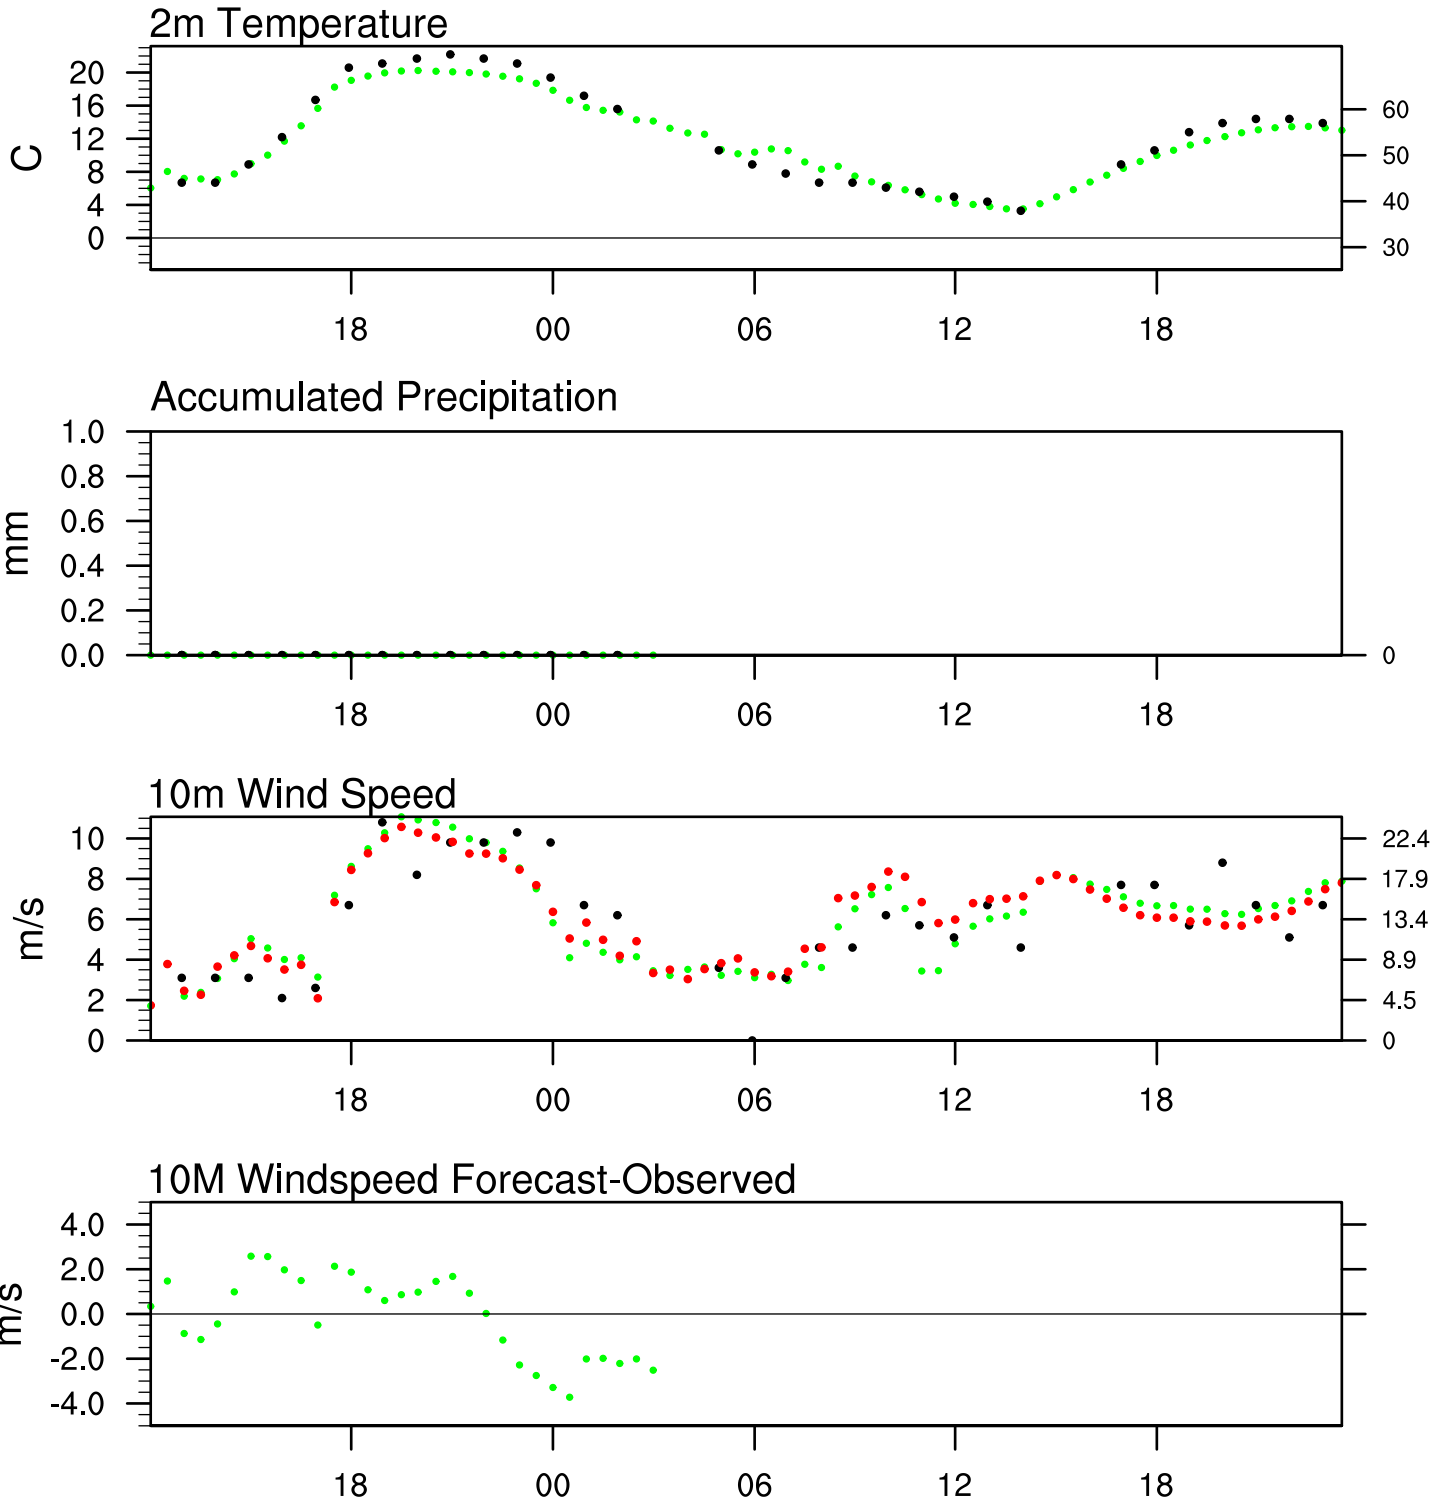 2m Temperature
20
16
12
8
4
0
C
60
50
40
30
18 00 06 12 18
Accumulated Precipitation
1.0
0.8
0.6
0.4
0.2
0.0
mm
0
18 00 06 12 18
10m Wind Speed
10
8
6
4
2
0
m/s
22.4
17.9
13.4
8.9
4.5
0
18 00 06 12 18
10M Windspeed Forecast-Observed
4.0
2.0
0.0
-2.0
-4.0
m/s
18 00 06 12 18